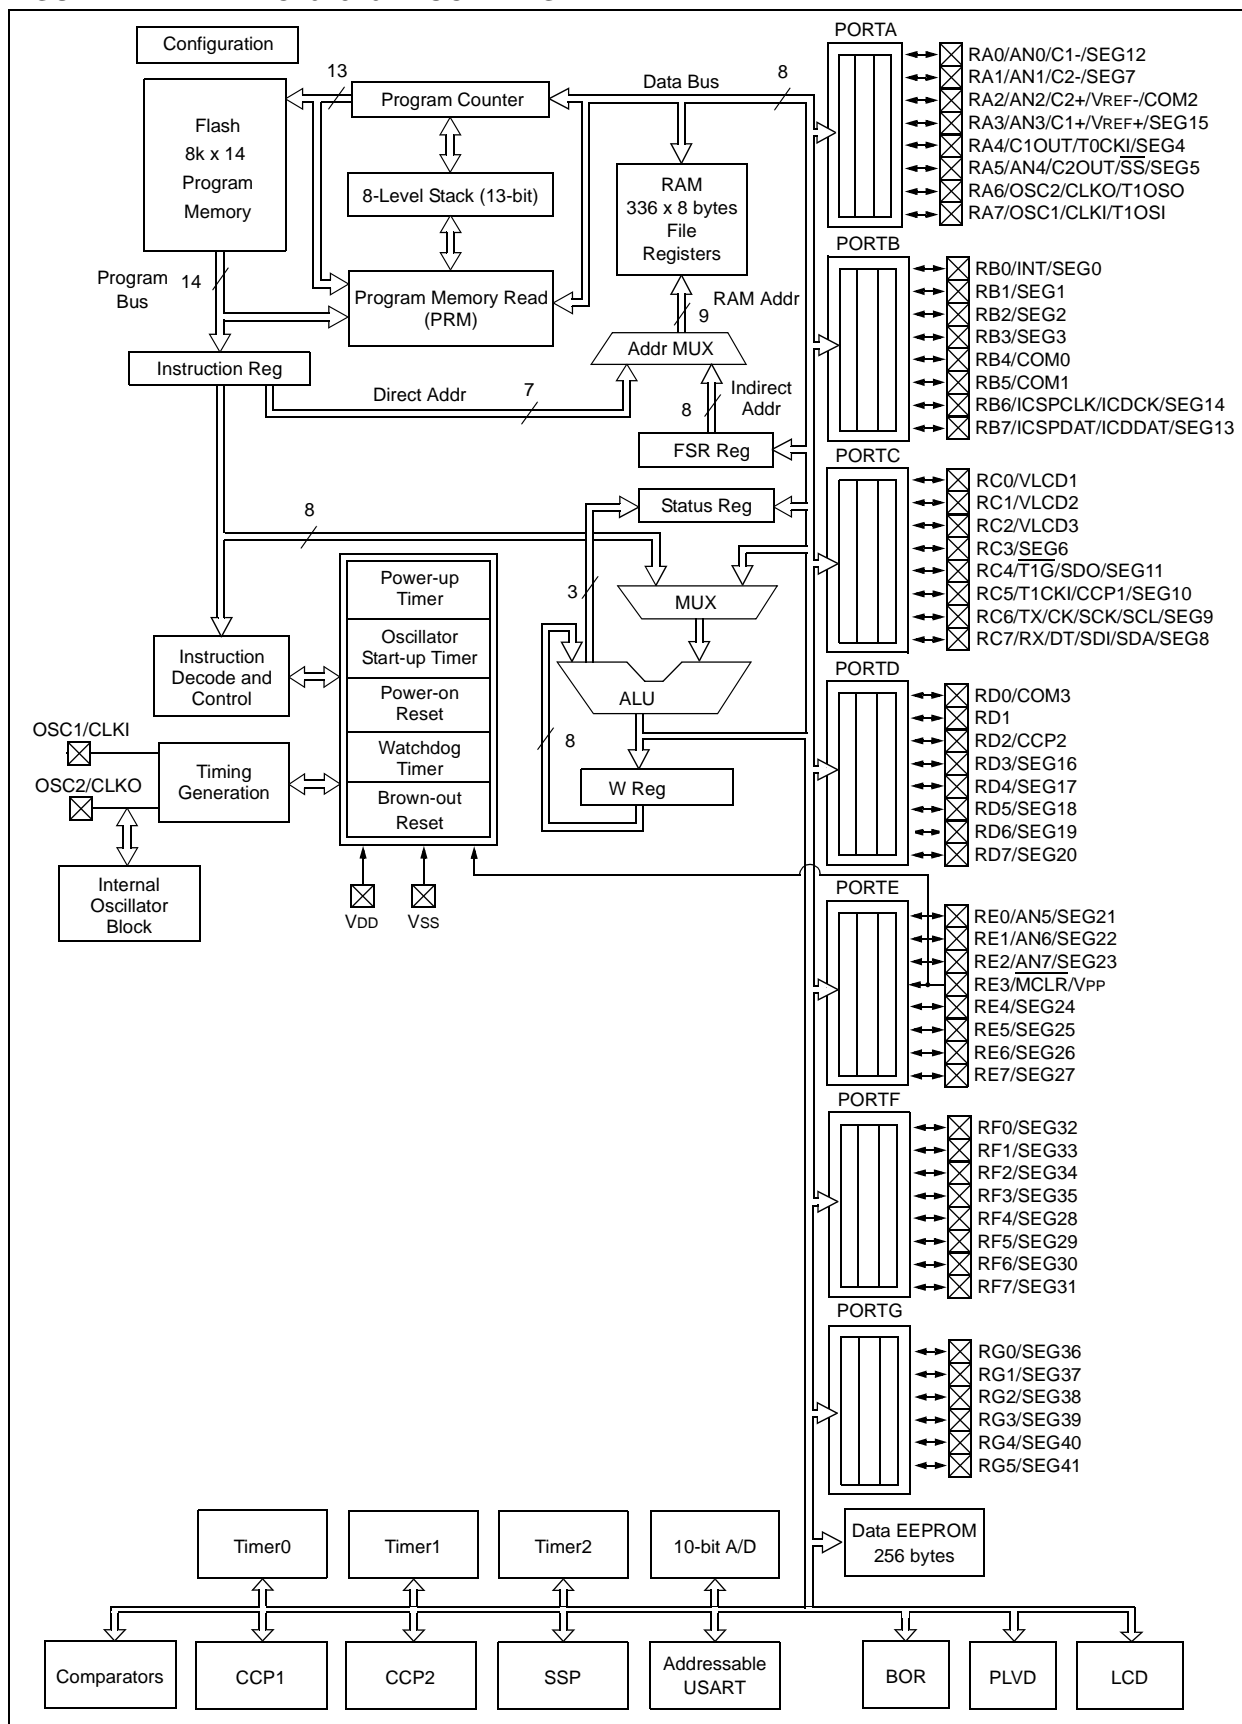 Configuration
13
Program Counter
Data Bus
8
Flash
8k x 14
Program
Memory
8-Level Stack (13-bit)
RAM
336 x 8 bytes
File
Registers
Program
Bus
14
Program Memory Read
(PRM)
RAM Addr
9
Addr MUX
Instruction Reg
Direct Addr
7
Indirect
Addr
8
FSR Reg
Status Reg
8
3
MUX
Power-up
Timer
Oscillator
Start-up Timer
Power-on
Reset
Watchdog
Timer
Brown-out
Reset
Instruction
Decode and
Control
ALU
8
W Reg
OSC1/CLKI
OSC2/CLKO
Timing
Generation
Internal
Oscillator
Block
VDD
VSS
PORTA
RA0/AN0/C1-/SEG12
RA1/AN1/C2-/SEG7
RA2/AN2/C2+/VREF-/COM2
RA3/AN3/C1+/VREF+/SEG15
RA4/C1OUT/T0CKI/SEG4
RA5/AN4/C2OUT/SS/SEG5
RA6/OSC2/CLKO/T1OSO
RA7/OSC1/CLKI/T1OSI
PORTB
RB0/INT/SEG0
RB1/SEG1
RB2/SEG2
RB3/SEG3
RB4/COM0
RB5/COM1
RB6/ICSPCLK/ICDCK/SEG14
RB7/ICSPDAT/ICDDAT/SEG13
PORTC
RC0/VLCD1
RC1/VLCD2
RC2/VLCD3
RC3/SEG6
RC4/T1G/SDO/SEG11
RC5/T1CKI/CCP1/SEG10
RC6/TX/CK/SCK/SCL/SEG9
RC7/RX/DT/SDI/SDA/SEG8
PORTD
RD0/COM3
RD1
RD2/CCP2
RD3/SEG16
RD4/SEG17
RD5/SEG18
RD6/SEG19
RD7/SEG20
PORTE
RE0/AN5/SEG21
RE1/AN6/SEG22
RE2/AN7/SEG23
RE3/MCLR/VPP
RE4/SEG24
RE5/SEG25
RE6/SEG26
RE7/SEG27
PORTF
RF0/SEG32
RF1/SEG33
RF2/SEG34
RF3/SEG35
RF4/SEG28
RF5/SEG29
RF6/SEG30
RF7/SEG31
PORTG
RG0/SEG36
RG1/SEG37
RG2/SEG38
RG3/SEG39
RG4/SEG40
RG5/SEG41
Timer0
Timer1
Timer2
10-bit A/D
Data EEPROM
256 bytes
Comparators
CCP1
CCP2
SSP
Addressable
USART
BOR
PLVD
LCD